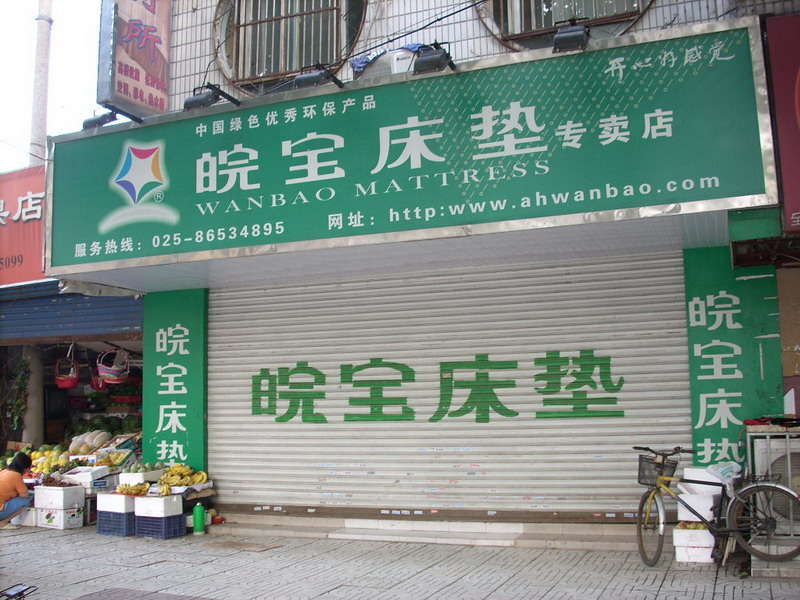 所
店
5099
中国绿色优秀环保产品
开心好感觉
皖宝床垫专卖店
WANBAO MATTRESS
®
服务热线：025-86534895
网址：http:www.ahwanbao.com
皖宝床垫
皖宝床垫
皖宝床垫